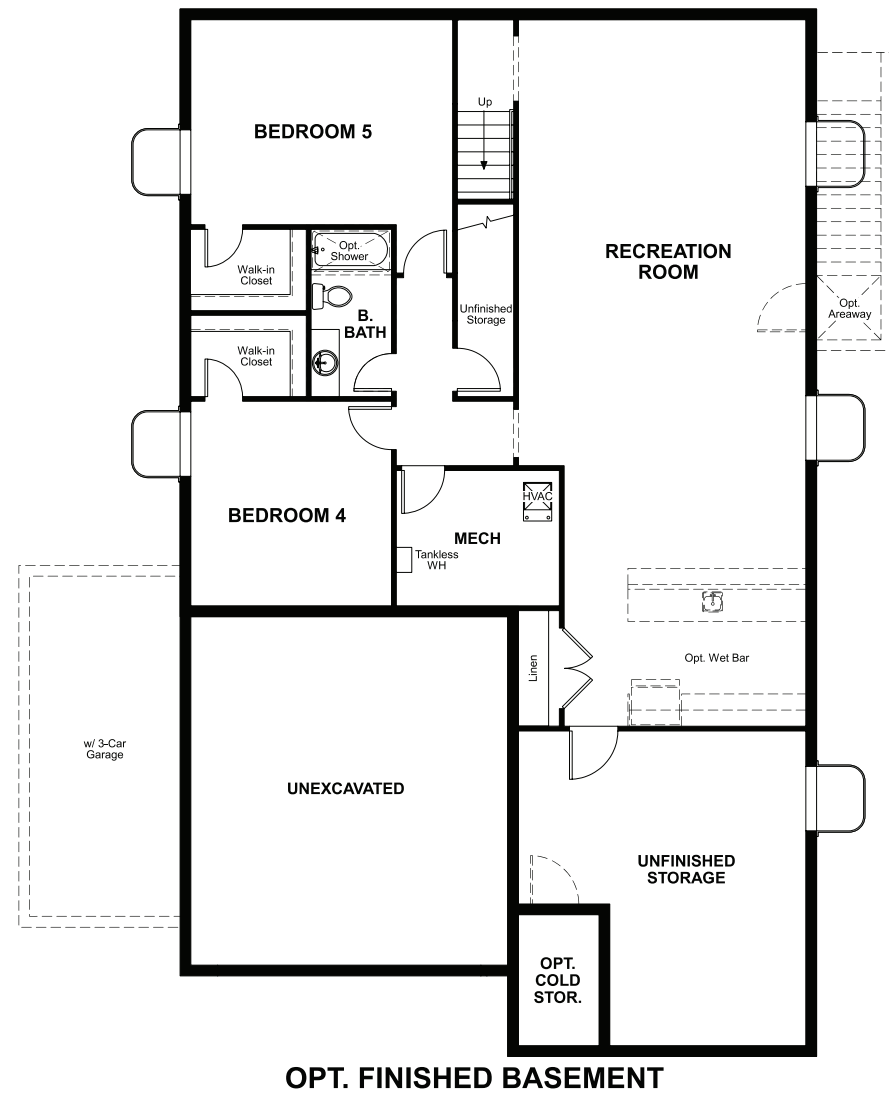 Up
BEDROOM 5
RECREATION
ROOM
Opt.
Shower
Walk-in
Closet
Unfinished
Storage
Opt.
Areaway
B.
BATH
Walk-in
Closet
HVAC
BEDROOM 4
MECH
Tankless
WH
Linen
Opt. Wet Bar
w/ 3-Car
Garage
UNEXCAVATED
UNFINISHED
STORAGE
OPT.
COLD
STOR.
OPT. FINISHED BASEMENT